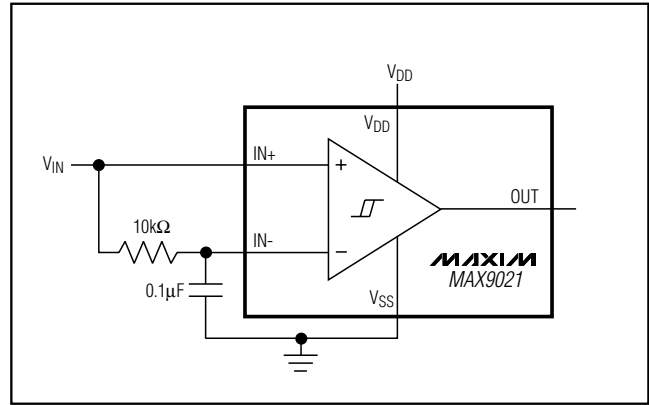 VDD
VDD
VIN
IN+
+
10kΩ
IN-
−
0.1µF
OUT
MAXIM
MAX9021
VSS